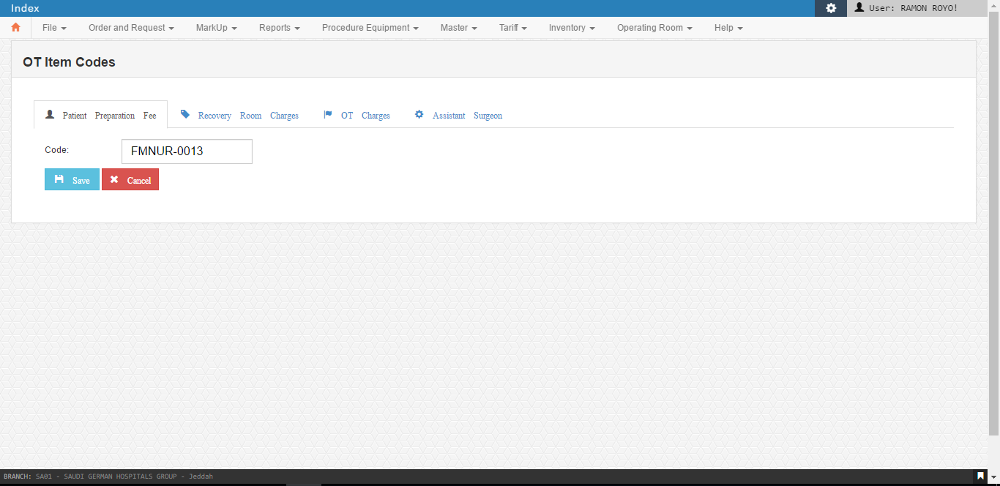 Index
User: RAMON ROYO!
File Order and Request MarkUp Reports Procedure Equipment Master Tariff Inventory Operating Room Help
OT Item Codes
Patient Preparation Fee Recovery Room Charges OT Charges Assistant Surgeon
Code: FMNUR-0013
Save Cancel
BRANCH: SA01 - SAUDI GERMAN HOSPITALS GROUP - Jeddah